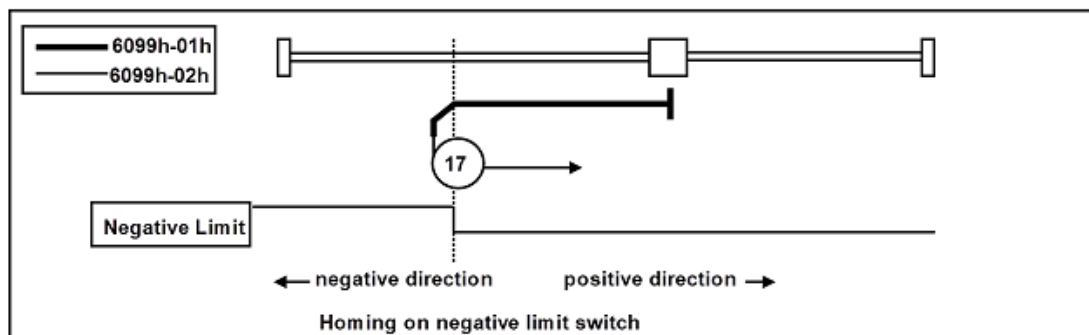 6099h-01h
6099h-02h
17
Negative Limit
negative direction
positive direction
Homing on negative limit switch